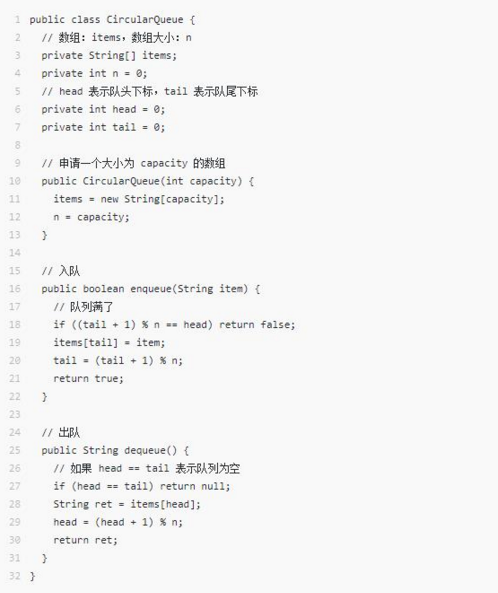 1 public class CircularQueue {
2 // 数组：items，数组大小：n
3 private String[] items;
4 private int n = 0;
5 // head 表示队头下标，tail 表示队尾下标
6 private int head = 0;
7 private int tail = 0;
8
9 // 申请一个大小为 capacity 的数组
10 public CircularQueue(int capacity) {
11 items = new String[capacity];
12 n = capacity;
13 }
14
15 // 入队
16 public boolean enqueue(String item) {
17 // 队列满了
18 if ((tail + 1) % n == head) return false;
19 items[tail] = item;
20 tail = (tail + 1) % n;
21 return true;
22 }
23
24 // 出队
25 public String dequeue() {
26 // 如果 head == tail 表示队列为空
27 if (head == tail) return null;
28 String ret = items[head];
29 head = (head + 1) % n;
30 return ret;
31 }
32 }